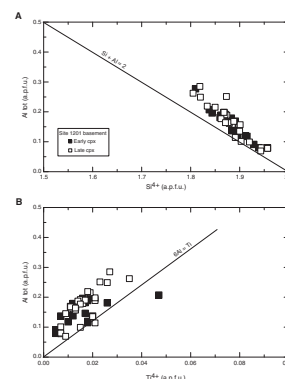 A
0.5
0.4
0.3
0.2
0.1
0.0
Al tot (a.p.f.u.)
Si + Al = 2
Site 1201 basement
Early cpx
Late cpx
1.5 1.6 1.7 1.8 1.9
Si4+ (a.p.f.u.)
B
0.5
0.4
0.3
0.2
0.1
0.0
Al tot (a.p.f.u.)
6Al = Ti
0.00 0.02 0.04 0.06 0.08
Ti4+ (a.p.f.u.)